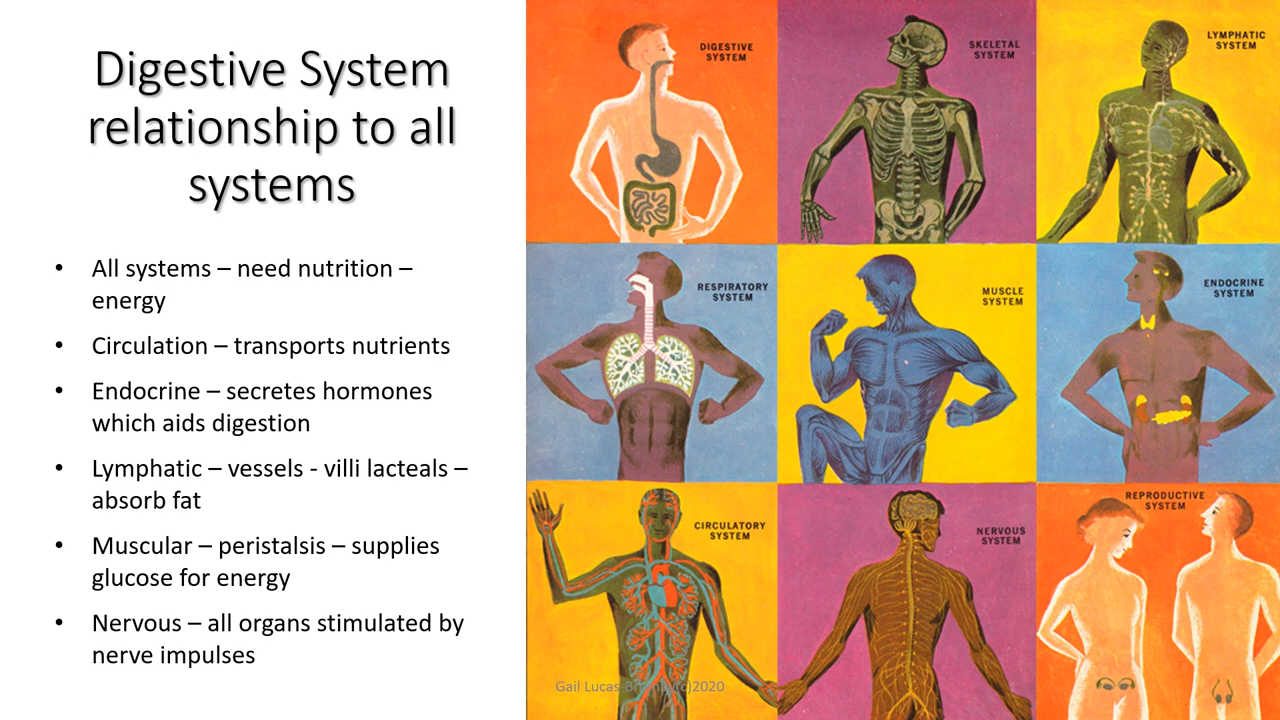 Digestive System
relationship to all
systems
• All systems – need nutrition –
energy
• Circulation – transports nutrients
• Endocrine – secretes hormones
which aids digestion
• Lymphatic – vessels - villi lacteals –
absorb fat
• Muscular – peristalsis – supplies
glucose for energy
• Nervous – all organs stimulated by
nerve impulses
DIGESTIVE
SYSTEM
SKELETAL
SYSTEM
LYMPHATIC
SYSTEM
RESPIRATORY
SYSTEM
MUSCLE
SYSTEM
ENDOCRINE
SYSTEM
CIRCULATORY
SYSTEM
NERVOUS
SYSTEM
REPRODUCTIVE
SYSTEM
Gail Lucas 2020